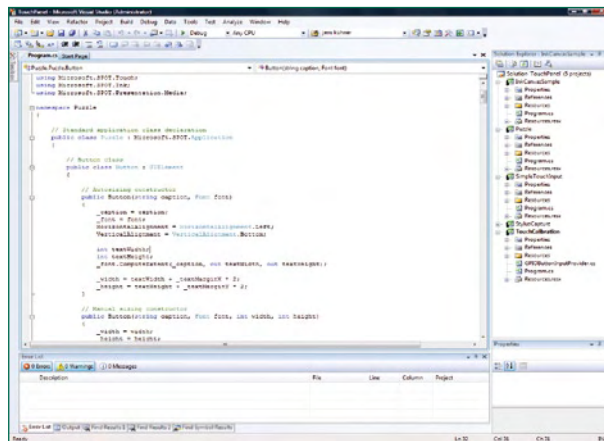 TouchPanel - Microsoft Visual Studio (Administrator)
File Edit View Refactor Project Build Debug Data Tools Test Analyze Window Help
Debug Any CPU jens kuhner
Program.cs Start Page
Puzzle.Puzzle.Button Button(string caption, Font font)
using Microsoft.SPOT.Touch;
using Microsoft.SPOT.Ink;
using Microsoft.SPOT.Presentation.Media;
namespace Puzzle
{
// Standard application class declaration
public class Puzzle : Microsoft.SPOT.Application
{
// Button class
public class Button : UIElement
{
// Autosizing constructor
public Button(string caption, Font font)
{
_caption = caption;
_font = font;
HorizontalAlignment = HorizontalAlignment.Left;
VerticalAlignment = VerticalAlignment.Bottom;
int textWidth;
int textHeight;
_font.ComputeExtent(_caption, out textWidth, out textHeight);
_width = textWidth + _textMarginX * 2;
_height = textHeight + _textMarginY * 2;
}
// Manual sizing constructor
public Button(string caption, Font font, int width, int height)
{
_width = width;
_height = height;
Solution Explorer - InkCanvasSample
Solution 'TouchPanel' (5 projects)
InkCanvasSample
Properties
References
Resources
Program.cs
Resources.resx
Puzzle
Properties
References
Resources
Program.cs
Resources.resx
SimpleTouchInput
Properties
References
Resources
Program.cs
Resources.resx
StylusCapture
TouchCalibration
Properties
References
Resources
GPIOButtonInputProvider.cs
Program.cs
Resources.resx
Properties
Error List
0 Errors 0 Warnings 0 Messages
Description File Line Column Project
Error List Output Find Results 1 Find Results 2 Find Symbol Results
Ready Ln 32 Col 31 Ch 31